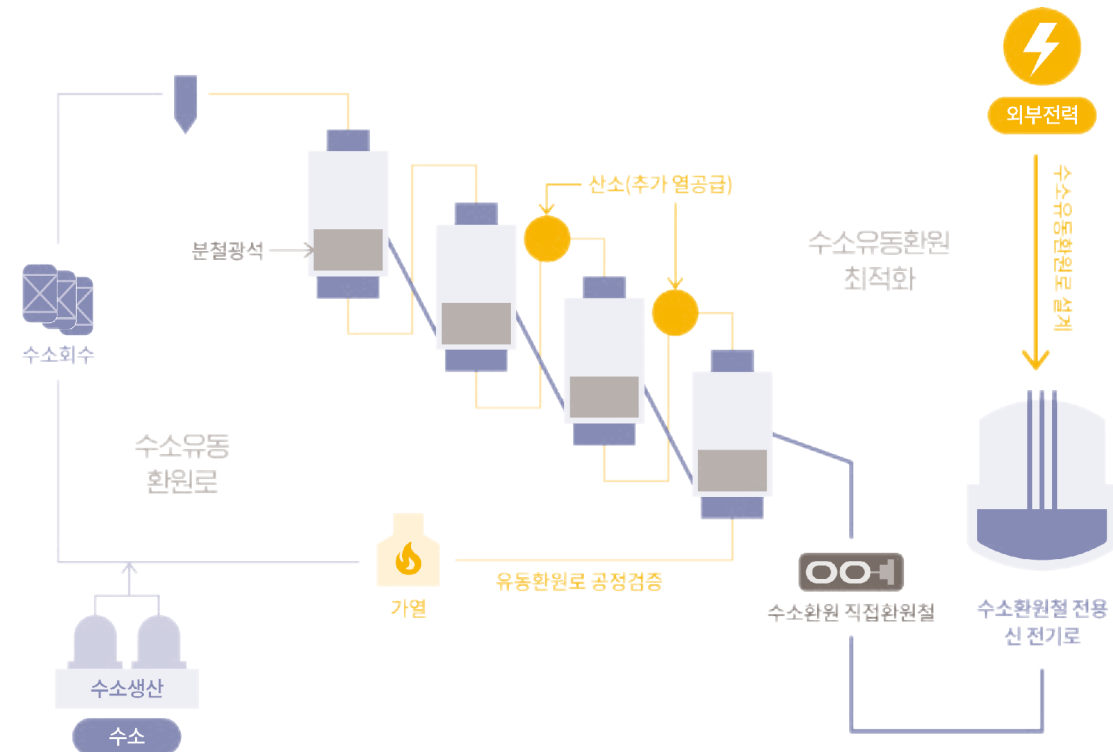 외부전력
수소유동환원로 설계
산소(추가 열공급)
분철광석
수소유동환원
최적화
수소회수
수소유동
환원로
유동환원로 공정검증
가열
수소환원 직접환원철
수소환원철 전용
신 전기로
수소생산
수소